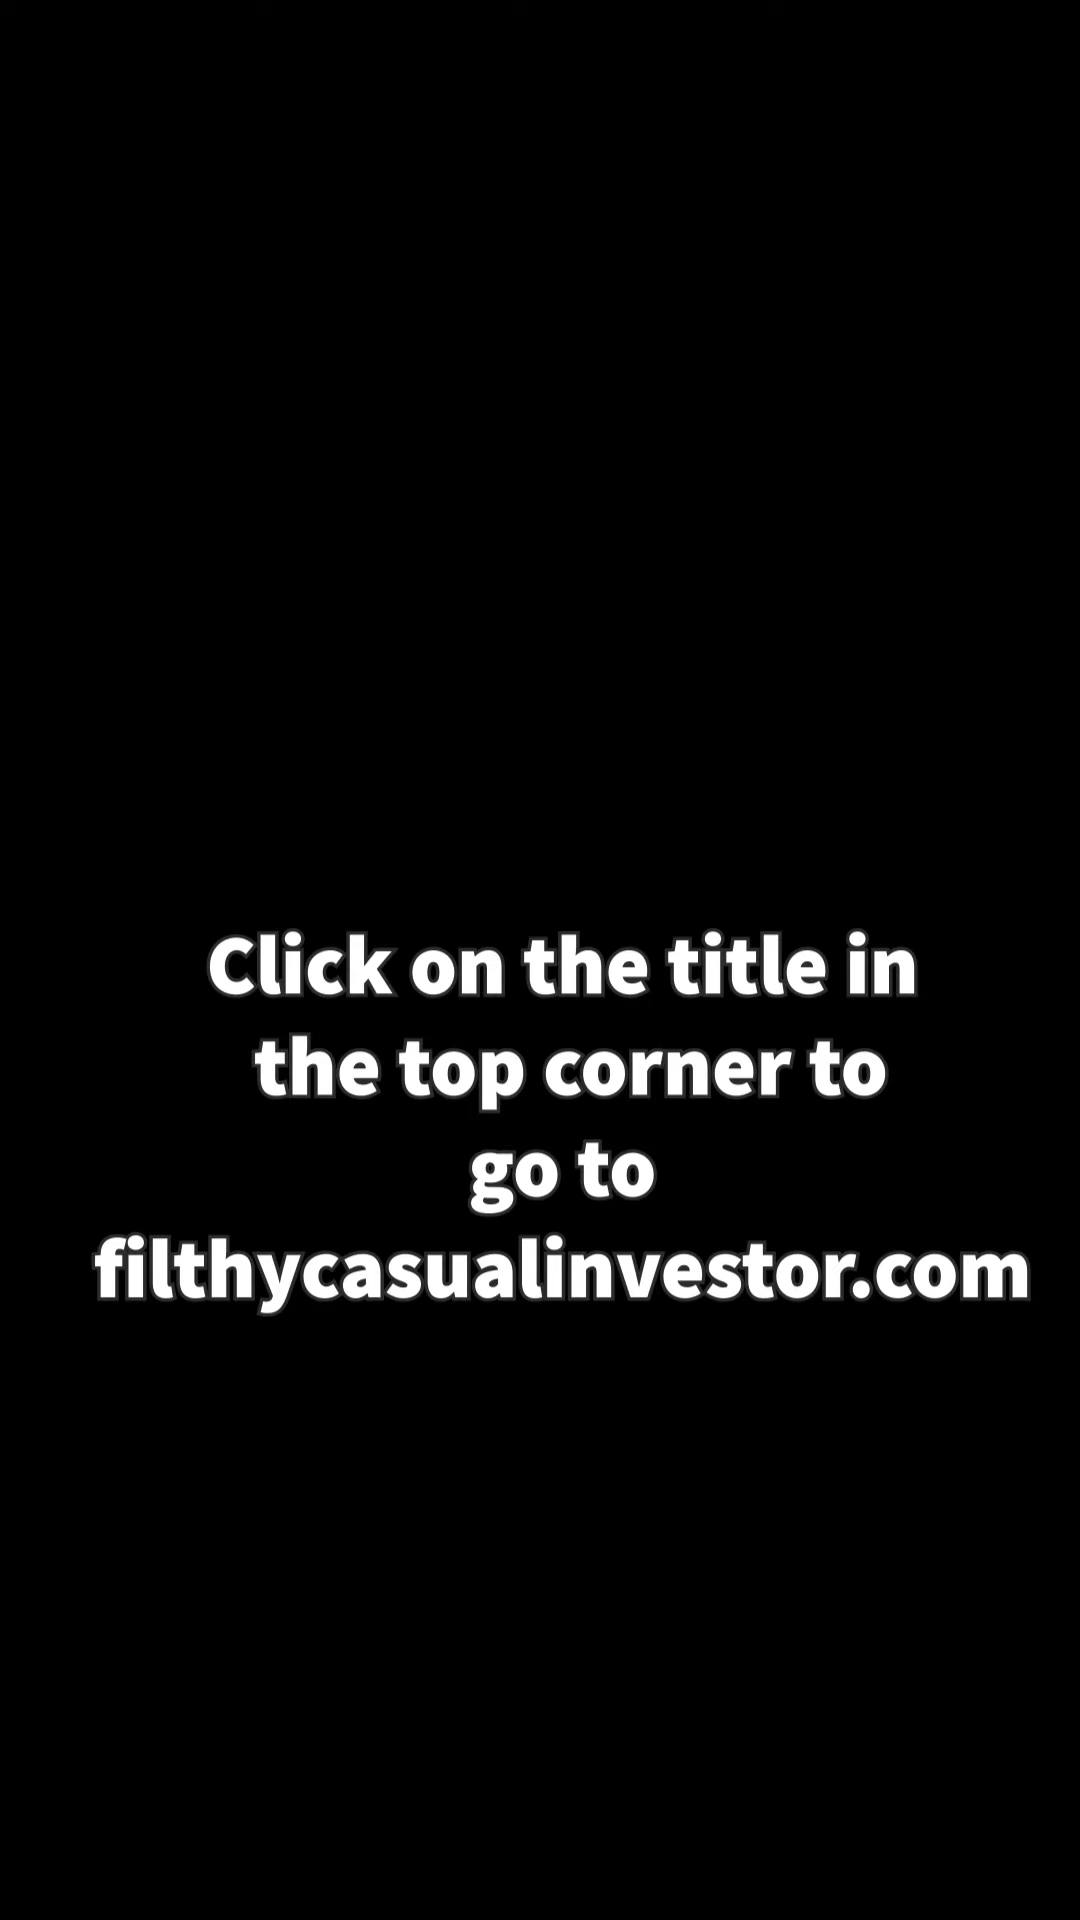 Click on the title in
the top corner to
go to
filthycasualinvestor.com